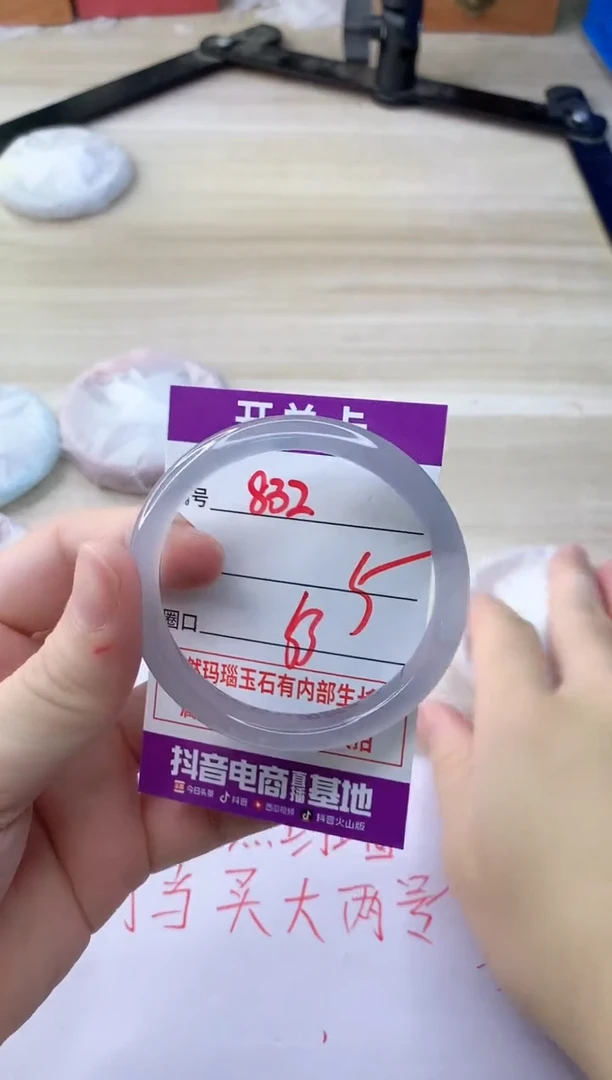 开单卡
号 832
5
圈口 63
然玛瑙玉石有内部生长
抖音电商直播基地
今日头条 抖音 西瓜视频 抖音火山版
买大两号